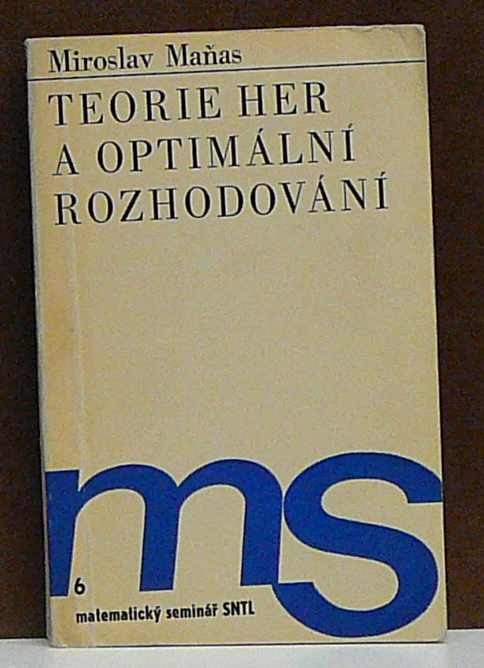 Miroslav Maňas
TEORIE HER
A OPTIMÁLNÍ
ROZHODOVÁNÍ
ms
6
matematický seminář SNTL